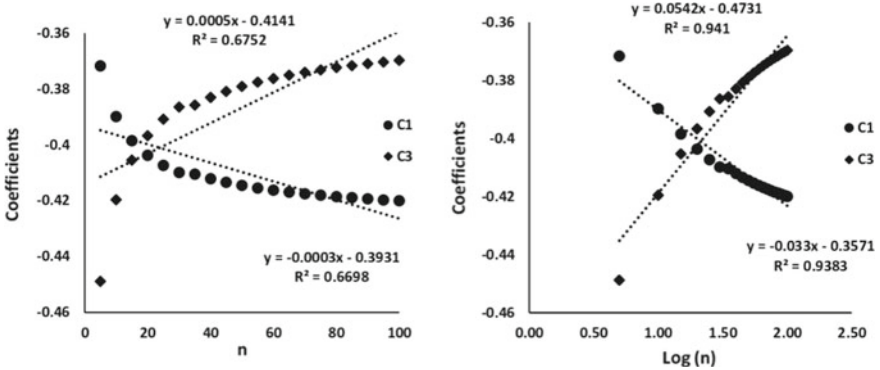 y = 0.0005x - 0.4141
R² = 0.6752
-0.36
-0.38
-0.4
-0.42
-0.44
-0.46
Coefficients
C1
C3
y = -0.0003x - 0.3931
R² = 0.6698
0
20
40
60
80
100
n
y = 0.0542x - 0.4731
R² = 0.941
-0.36
-0.38
-0.4
-0.42
-0.44
-0.46
Coefficients
C1
C3
y = -0.033x - 0.3571
R² = 0.9383
0.00
0.50
1.00
1.50
2.00
2.50
Log (n)